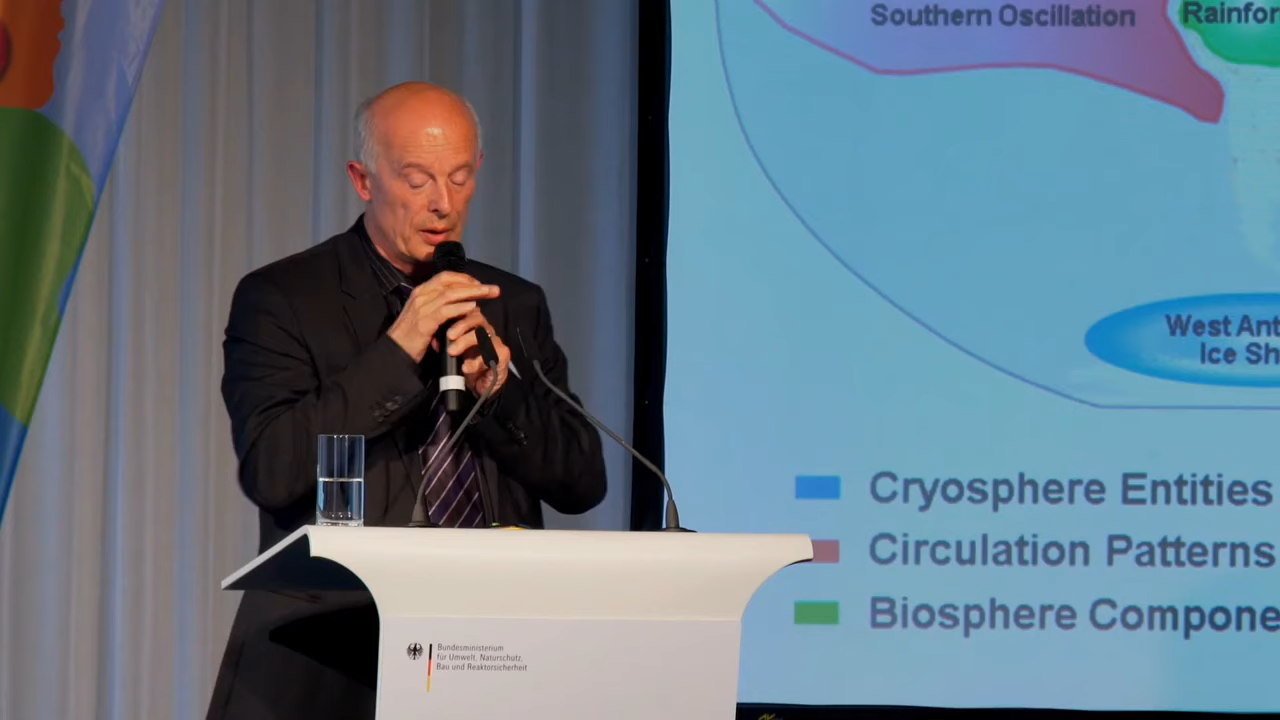 Southern Oscillation
Rainfor
West Ant
Ice Sh
Cryosphere Entities
Circulation Patterns
Biosphere Compone
Bundesministerium
für Umwelt, Naturschutz,
Bau und Reaktorsicherheit